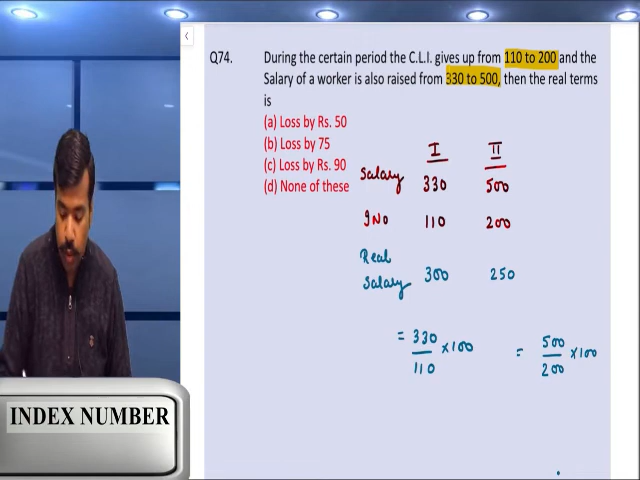 Q74. During the certain period the C.L.I. gives up from 110 to 200 and the
Salary of a worker is also raised from 330 to 500, then the real terms
is
(a) Loss by Rs. 50
(b) Loss by 75
(c) Loss by Rs. 90
(d) None of these
I II
Salary 330 500
INO 110 200
Real
Salary 300 250
= 330/110 × 100 = 500/200 × 100
INDEX NUMBER